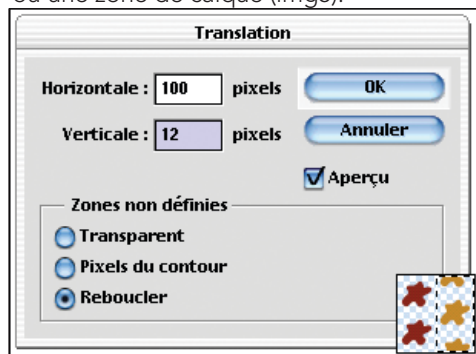 ou une zone de calque (imgs).
Translation
Horizontale : 100 pixels OK
Verticale : 12 pixels Annuler
Aperçu
Zones non définies
Transparent
Pixels du contour
Reboucler